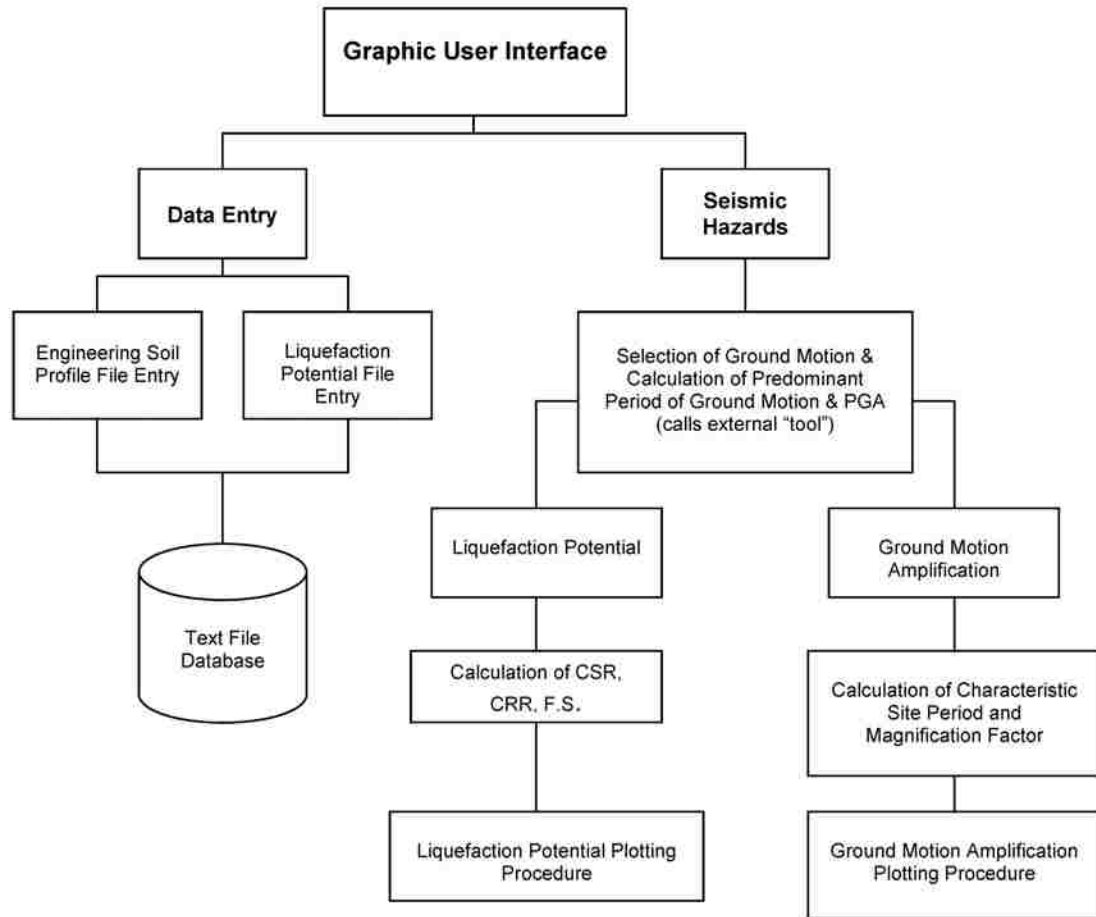 Graphic User Interface
Data Entry
Seismic
Hazards
Engineering Soil
Profile File Entry
Liquefaction
Potential File
Entry
Selection of Ground Motion &
Calculation of Predominant
Period of Ground Motion & PGA
(calls external “tool”)
Liquefaction Potential
Ground Motion
Amplification
Text File
Database
Calculation of CSR,
CRR, F.S.
Calculation of Characteristic
Site Period and
Magnification Factor
Liquefaction Potential Plotting
Procedure
Ground Motion Amplification
Plotting Procedure